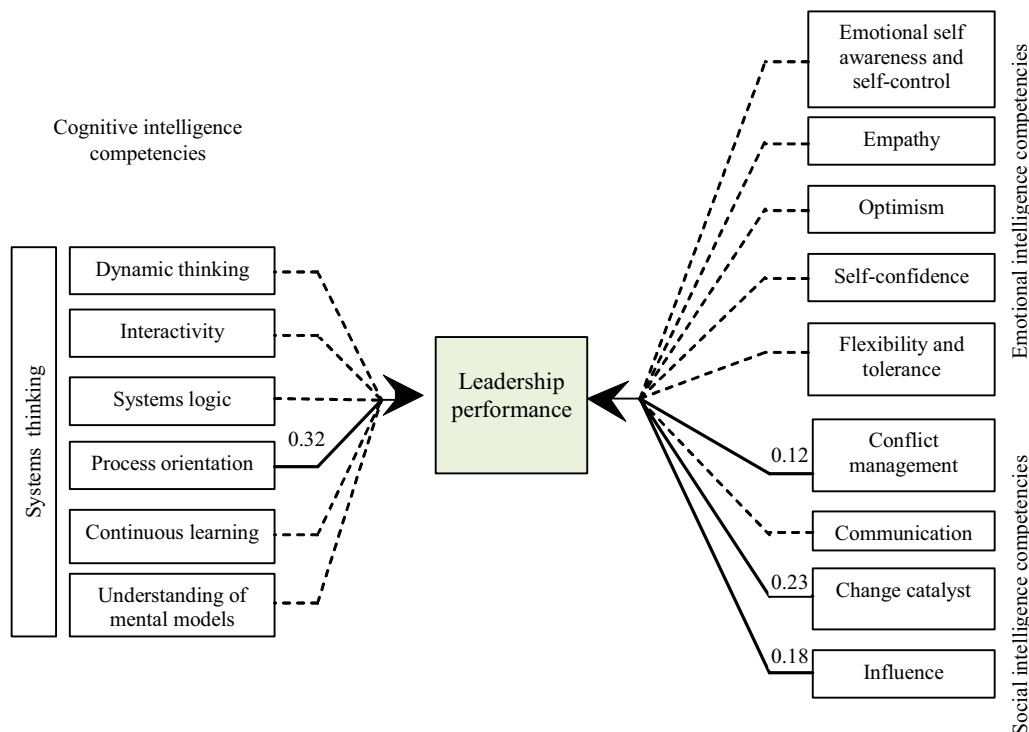 Cognitive intelligence
competencies
Systems thinking
Dynamic thinking
Interactivity
Systems logic
Process orientation
Continuous learning
Understanding of
mental models
0.32
Leadership
performance
Emotional self
awareness and
self-control
Empathy
Optimism
Self-confidence
Flexibility and
tolerance
Emotional intelligence competencies
0.12
Conflict
management
Communication
0.23
Change catalyst
0.18
Influence
Social intelligence competencies